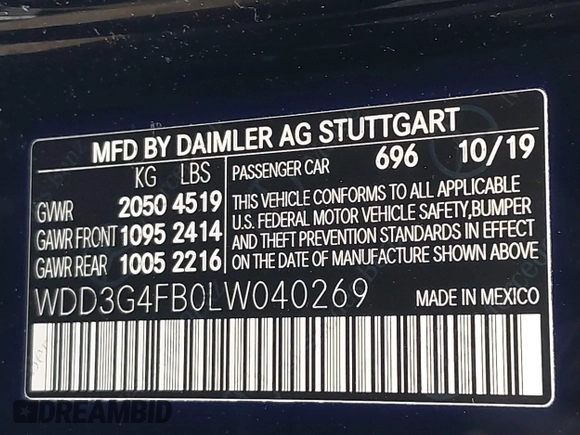 MFD BY DAIMLER AG STUTTGART
KG LBS
GVWR 2050 4519
GAWR FRONT 1095 2414
GAWR REAR 1005 2216
PASSENGER CAR 696 10/19
THIS VEHICLE CONFORMS TO ALL APPLICABLE
U.S. FEDERAL MOTOR VEHICLE SAFETY,BUMPER
AND THEFT PREVENTION STANDARDS IN EFFECT
ON THE DATE OF MANUFACTURE SHOWN ABOVE.
WDD3G4FB0LW040269
MADE IN MEXICO
DREAMBID